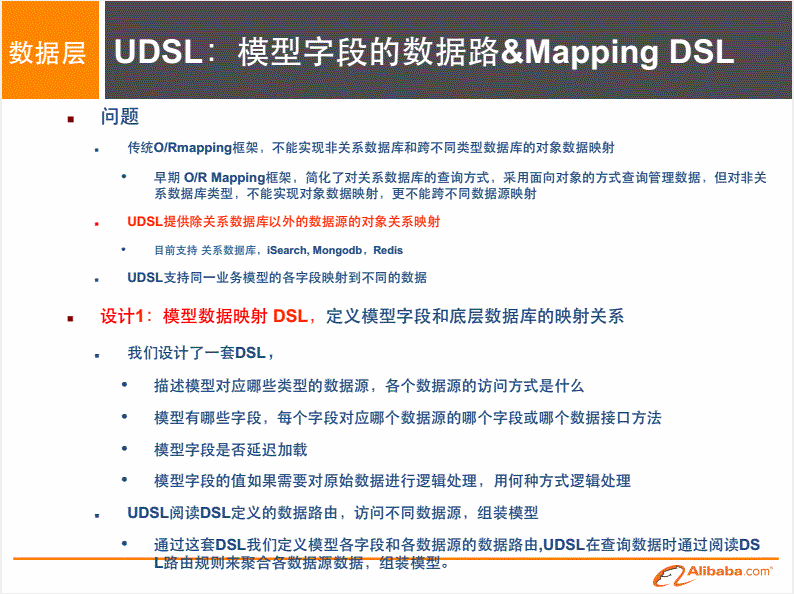 数据层
UDSL：模型字段的数据路&Mapping DSL
问题
传统O/Rmapping框架，不能实现非关系数据库和跨不同类型数据库的对象数据映射
早期 O/R Mapping框架，简化了对关系数据库的查询方式，采用面向对象的方式查询管理数据，但对非关
系数据库类型，不能实现对象数据映射，更不能跨不同数据源映射
UDSL提供除关系数据库以外的数据源的对象关系映射
目前支持 关系数据库，iSearch, Mongodb，Redis
UDSL支持同一业务模型的各字段映射到不同的数据
设计1：模型数据映射 DSL，定义模型字段和底层数据库的映射关系
我们设计了一套DSL，
描述模型对应哪些类型的数据源，各个数据源的访问方式是什么
模型有哪些字段，每个字段对应哪个数据源的哪个字段或哪个数据接口方法
模型字段是否延迟加载
模型字段的值如果需要对原始数据进行逻辑处理，用何种方式逻辑处理
UDSL阅读DSL定义的数据路由，访问不同数据源，组装模型
通过这套DSL我们定义模型各字段和各数据源的数据路由,UDSL在查询数据时通过阅读DS
L路由规则来聚合各数据源数据，组装模型。
Alibaba.com®